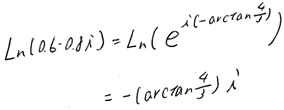 Ln(0.6-0.8i) = Ln(e^{i(-arctan 4/3)})
= -(arctan 4/3) i